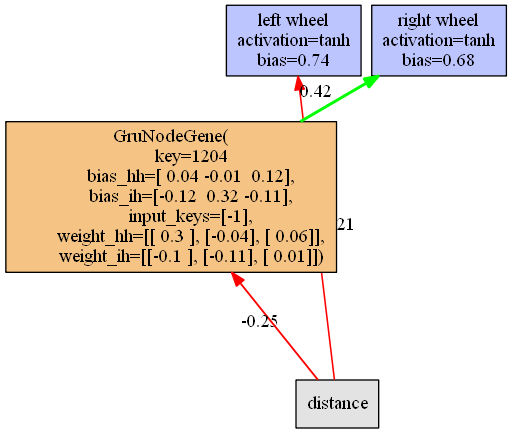 left wheel
activation=tanh
bias=0.74
right wheel
activation=tanh
bias=0.68
0.42
GruNodeGene(
key=1204
bias_hh=[ 0.04 -0.01  0.12],
bias_ih=[-0.12  0.32 -0.11],
input_keys=[-1],
weight_hh=[[ 0.3 ], [-0.04], [ 0.06]],
weight_ih=[[-0.1 ], [-0.11], [ 0.01]])
21
-0.25
distance